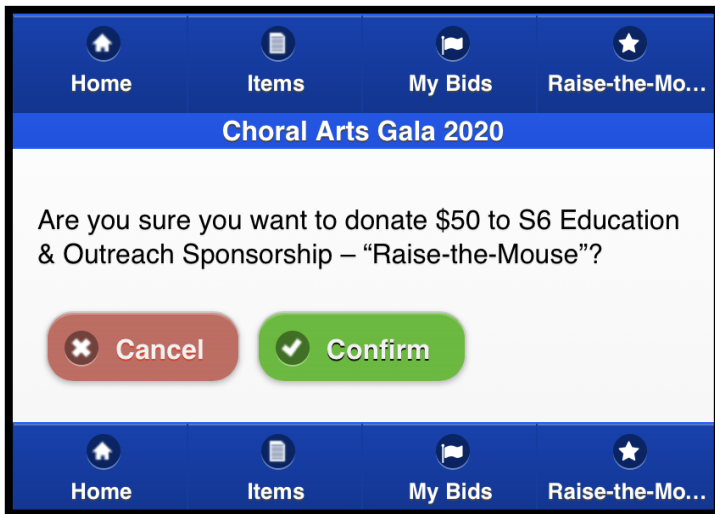 Home Items My Bids Raise-the-Mo...
Choral Arts Gala 2020
Are you sure you want to donate $50 to S6 Education
& Outreach Sponsorship – “Raise-the-Mouse”?
Cancel Confirm
Home Items My Bids Raise-the-Mo...